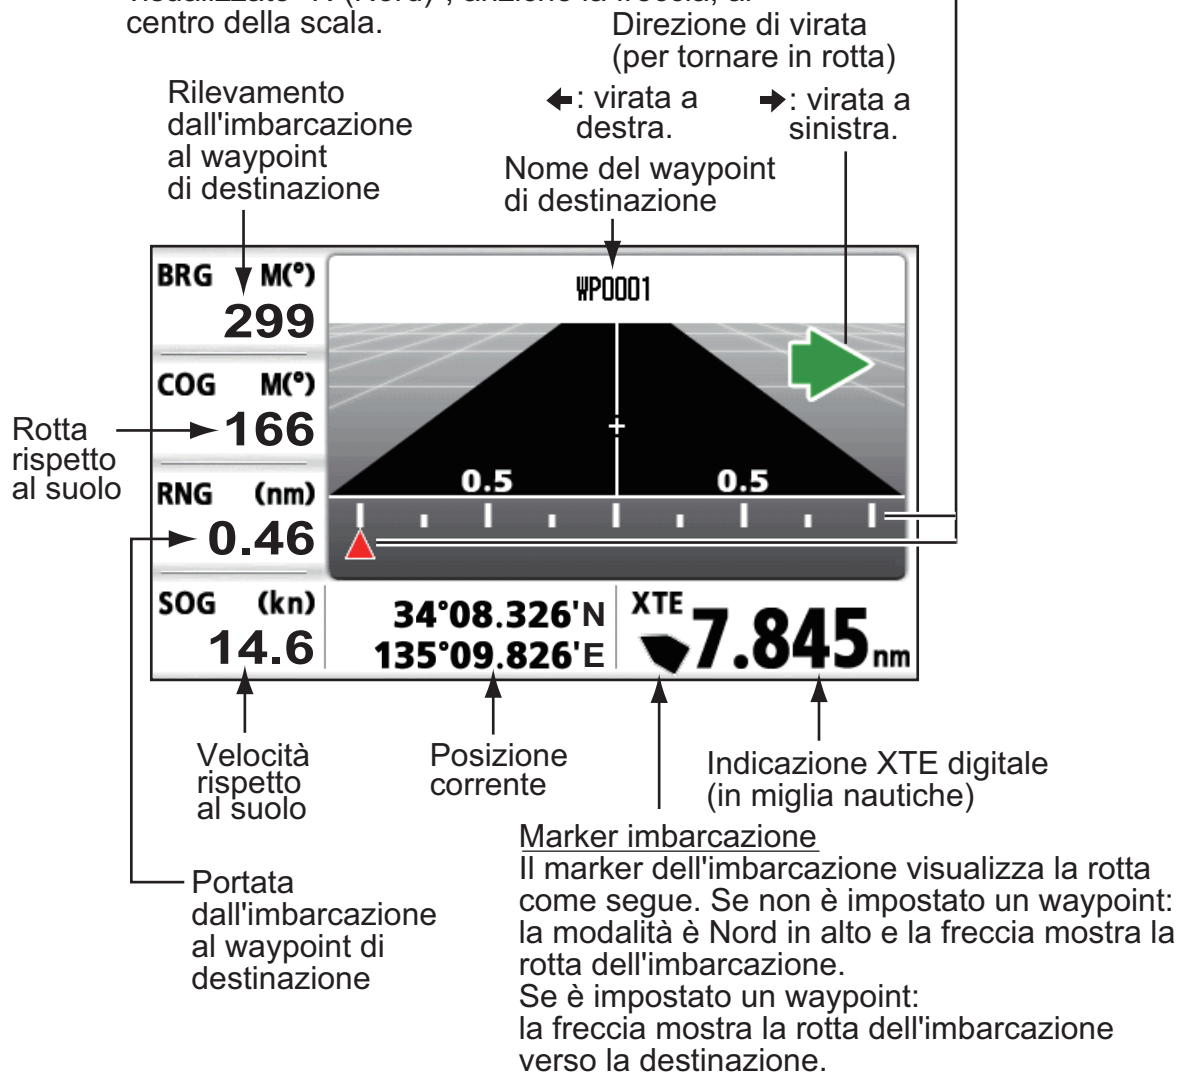 centro della scala.
Direzione di virata
(per tornare in rotta)
←: virata a
destra.
→: virata a
sinistra.
Rilevamento
dall'imbarcazione
al waypoint
di destinazione
Nome del waypoint
di destinazione
BRG M(°)
299
COG M(°)
166
RNG (nm)
0.46
SOG (kn)
14.6
WP0001
0.5 0.5
34°08.326'N
135°09.826'E
XTE
7.845nm
Rotta
rispetto
al suolo
Velocità
rispetto
al suolo
Posizione
corrente
Indicazione XTE digitale
(in miglia nautiche)
Portata
dall'imbarcazione
al waypoint di
destinazione
Marker imbarcazione
Il marker dell'imbarcazione visualizza la rotta
come segue. Se non è impostato un waypoint:
la modalità è Nord in alto e la freccia mostra la
rotta dell'imbarcazione.
Se è impostato un waypoint:
la freccia mostra la rotta dell'imbarcazione
verso la destinazione.